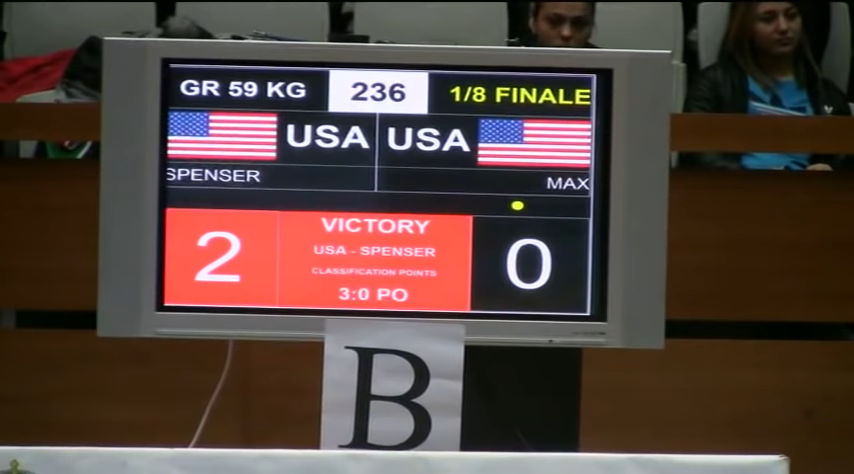 GR 59 KG 236 1/8 FINALE
USA USA
SPENSER MAX
VICTORY
USA - SPENSER
2 0
CLASSIFICATION POINTS
3:0 PO
B